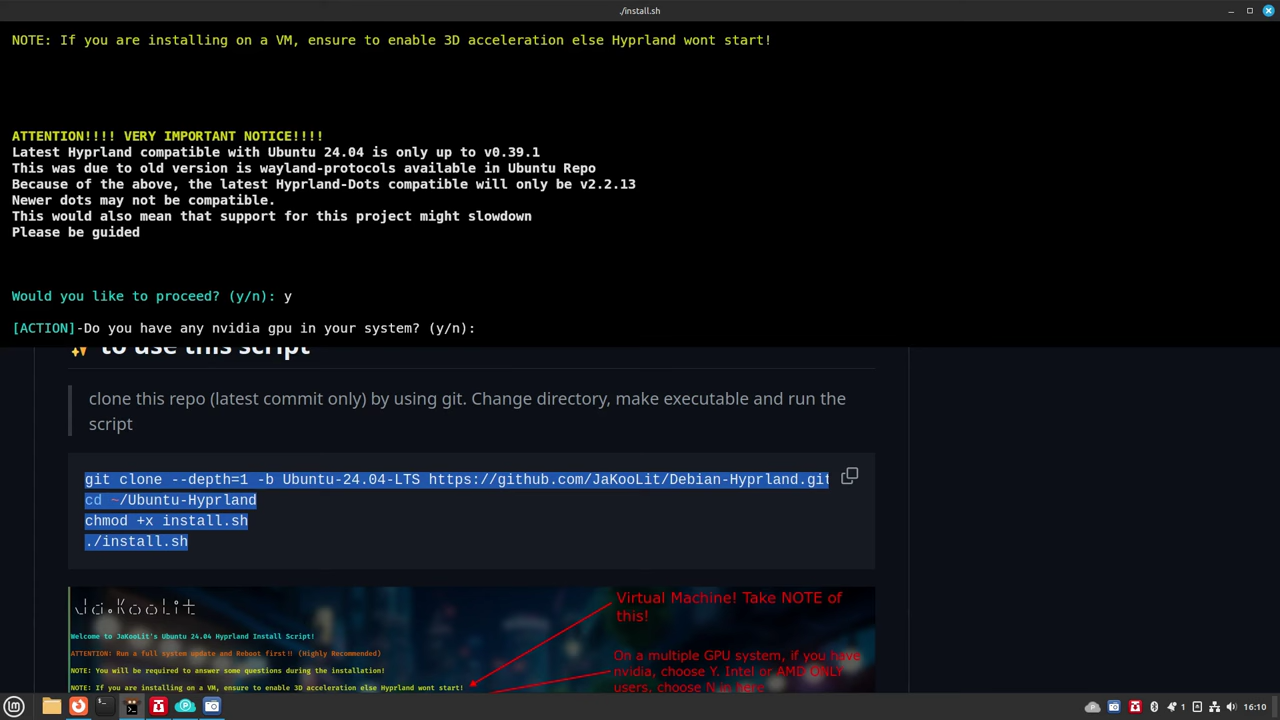 ./install.sh
NOTE: If you are installing on a VM, ensure to enable 3D acceleration else Hyprland wont start!
ATTENTION!!!! VERY IMPORTANT NOTICE!!!!
Latest Hyprland compatible with Ubuntu 24.04 is only up to v0.39.1
This was due to old version is wayland-protocols available in Ubuntu Repo
Because of the above, the latest Hyprland-Dots compatible will only be v2.2.13
Newer dots may not be compatible.
This would also mean that support for this project might slowdown
Please be guided
Would you like to proceed? (y/n): y
[ACTION]-Do you have any nvidia gpu in your system? (y/n):
to use this script
clone this repo (latest commit only) by using git. Change directory, make executable and run the
script
git clone --depth=1 -b Ubuntu-24.04-LTS https://github.com/JaKooLit/Debian-Hyprland.git
cd ~/Ubuntu-Hyprland
chmod +x install.sh
./install.sh
Virtual Machine! Take NOTE of
this!
Welcome to JaKooLit's Ubuntu 24.04 Hyprland Install Script!
ATTENTION: Run a full system update and Reboot first!! (Highly Recommended)
NOTE: You will be required to answer some questions during the installation!
NOTE: If you are installing on a VM, ensure to enable 3D acceleration else Hyprland wont start!
On a multiple GPU system, if you have
nvidia, choose Y. Intel or AMD ONLY
users, choose N in here
1
16:10